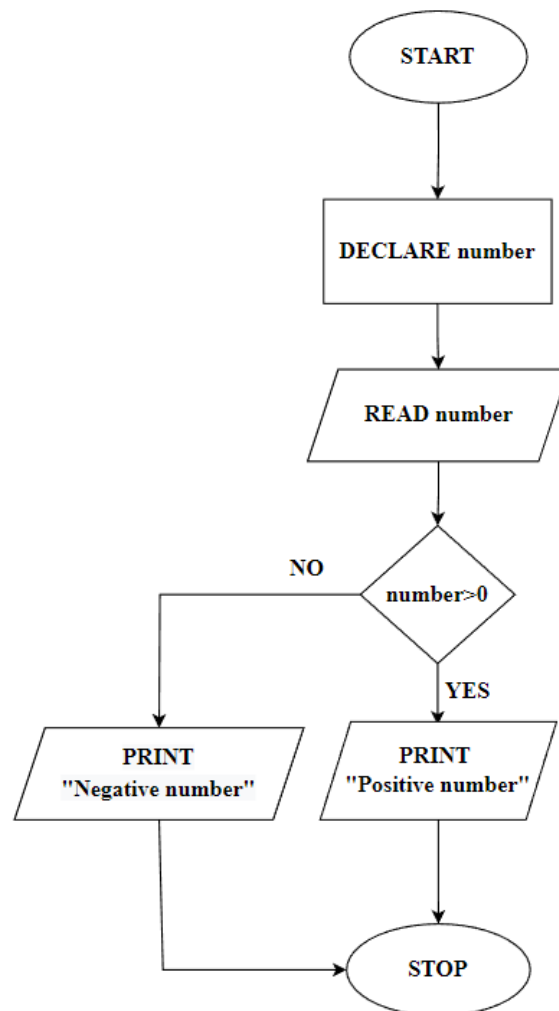 START
DECLARE number
READ number
NO
number>0
YES
PRINT
"Negative number"
PRINT
"Positive number"
STOP